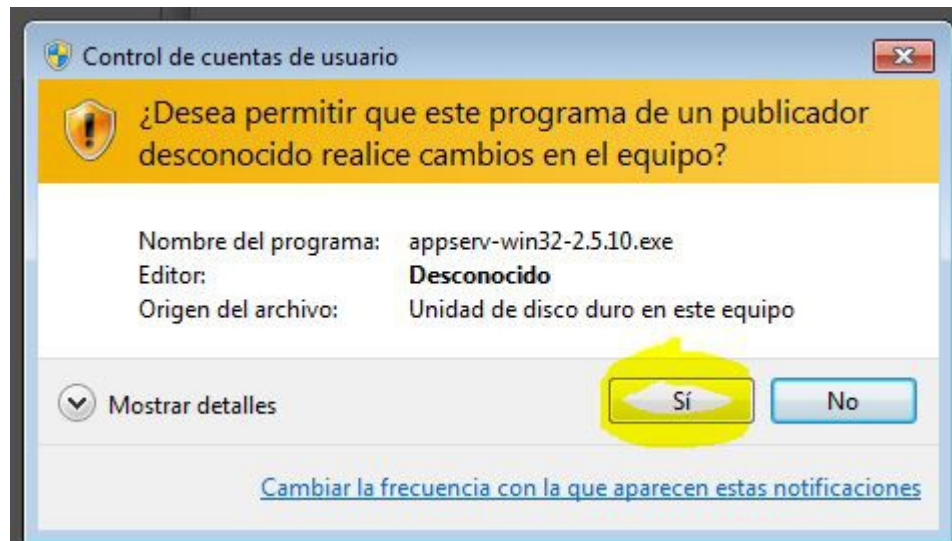 Control de cuentas de usuario
¿Desea permitir que este programa de un publicador
desconocido realice cambios en el equipo?
Nombre del programa: appserv-win32-2.5.10.exe
Editor: Desconocido
Origen del archivo: Unidad de disco duro en este equipo
Mostrar detalles
Sí
No
Cambiar la frecuencia con la que aparecen estas notificaciones